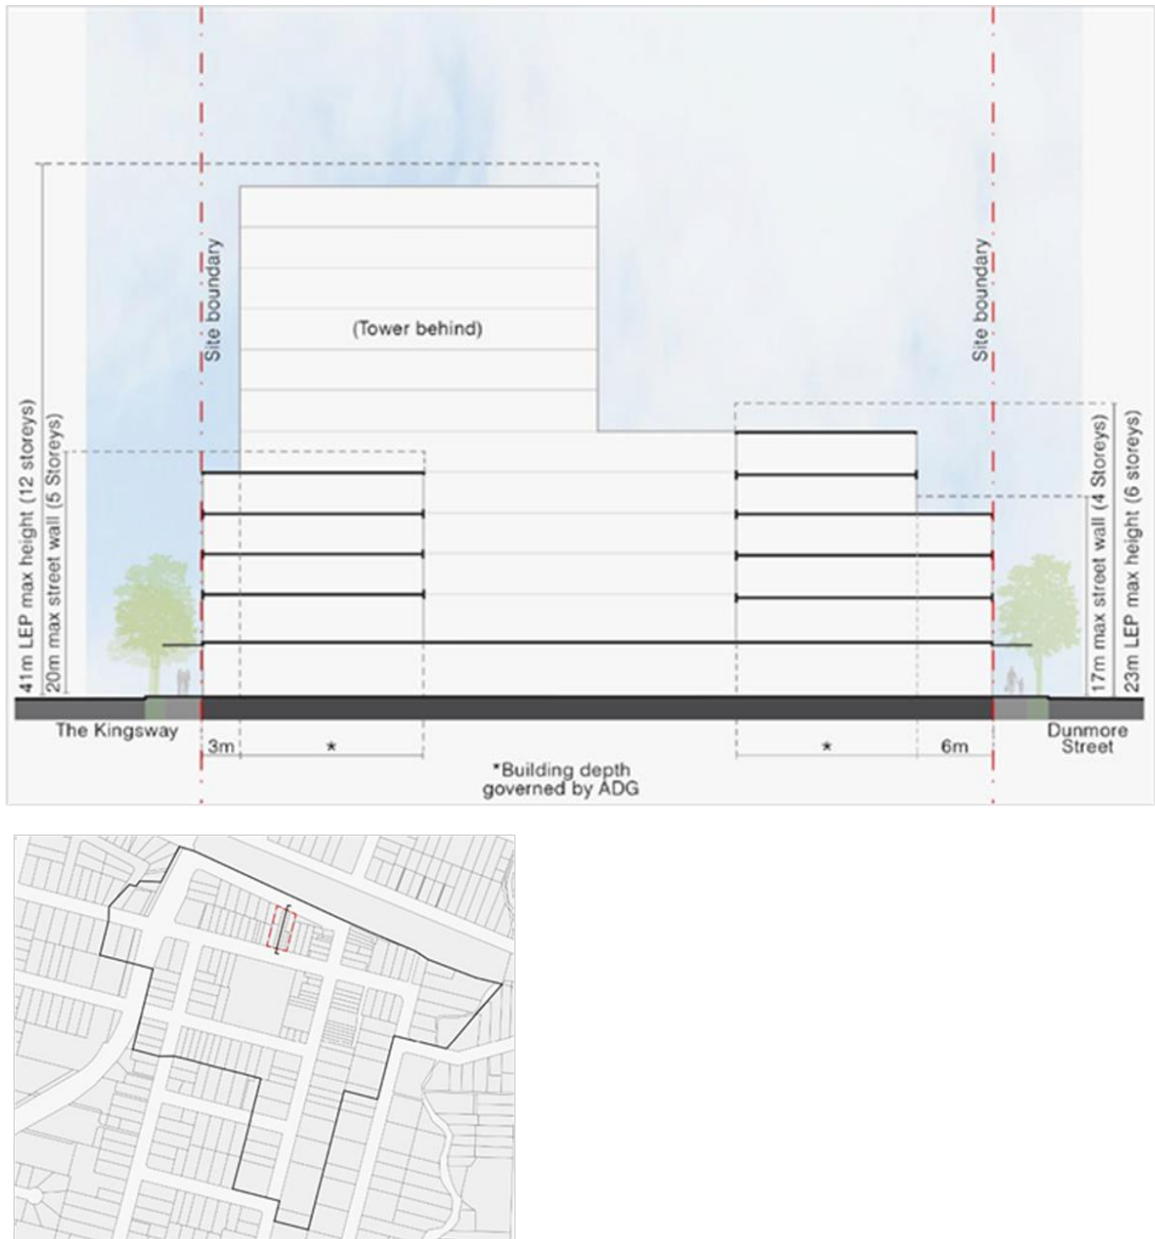 Site boundary
Site boundary
(Tower behind)
41m LEP max height (12 storeys)
20m max street wall (5 Storeys)
17m max street wall (4 Storeys)
23m LEP max height (6 storeys)
The Kingsway
Dunmore
Street
3m
*
*
6m
*Building depth
governed by ADG